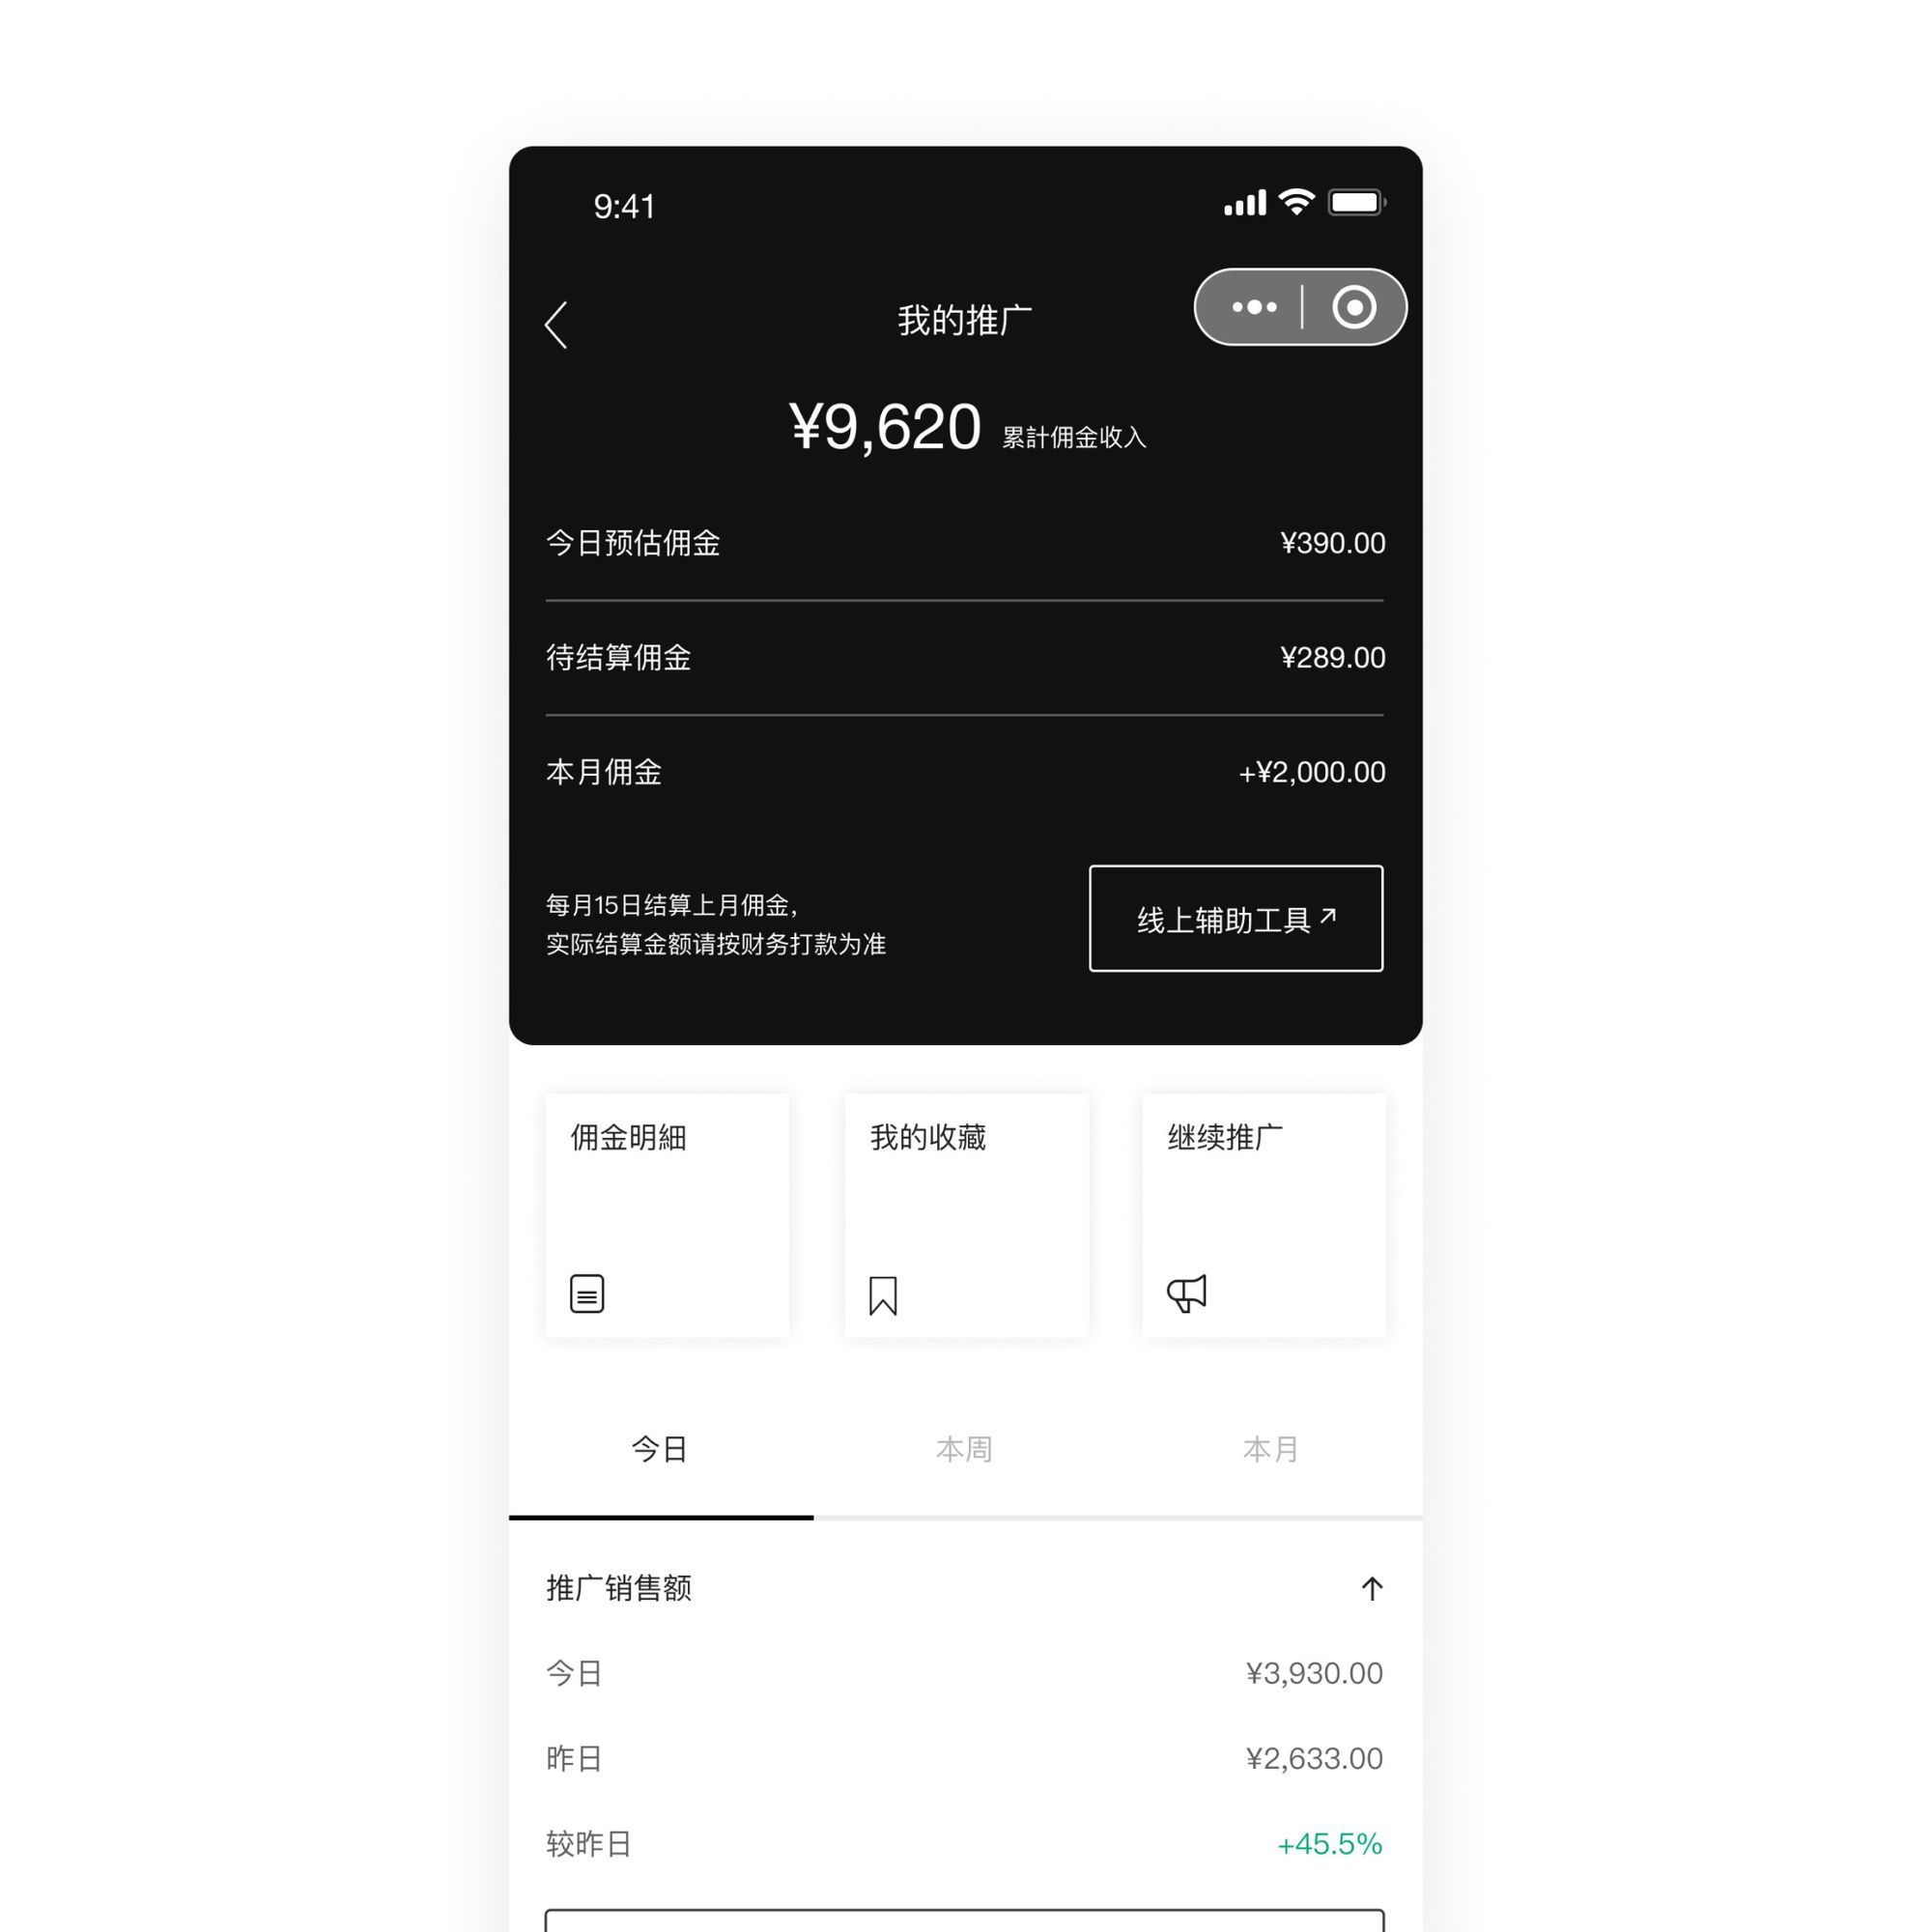 9:41
我的推广
¥9,620 累計佣金收入
今日预估佣金 ¥390.00
待结算佣金 ¥289.00
本月佣金 +¥2,000.00
每月15日结算上月佣金,
实际结算金额请按财务打款为准
线上辅助工具
佣金明細 我的收藏 继续推广
今日 本周 本月
推广销售额
今日 ¥3,930.00
昨日 ¥2,633.00
较昨日 +45.5%